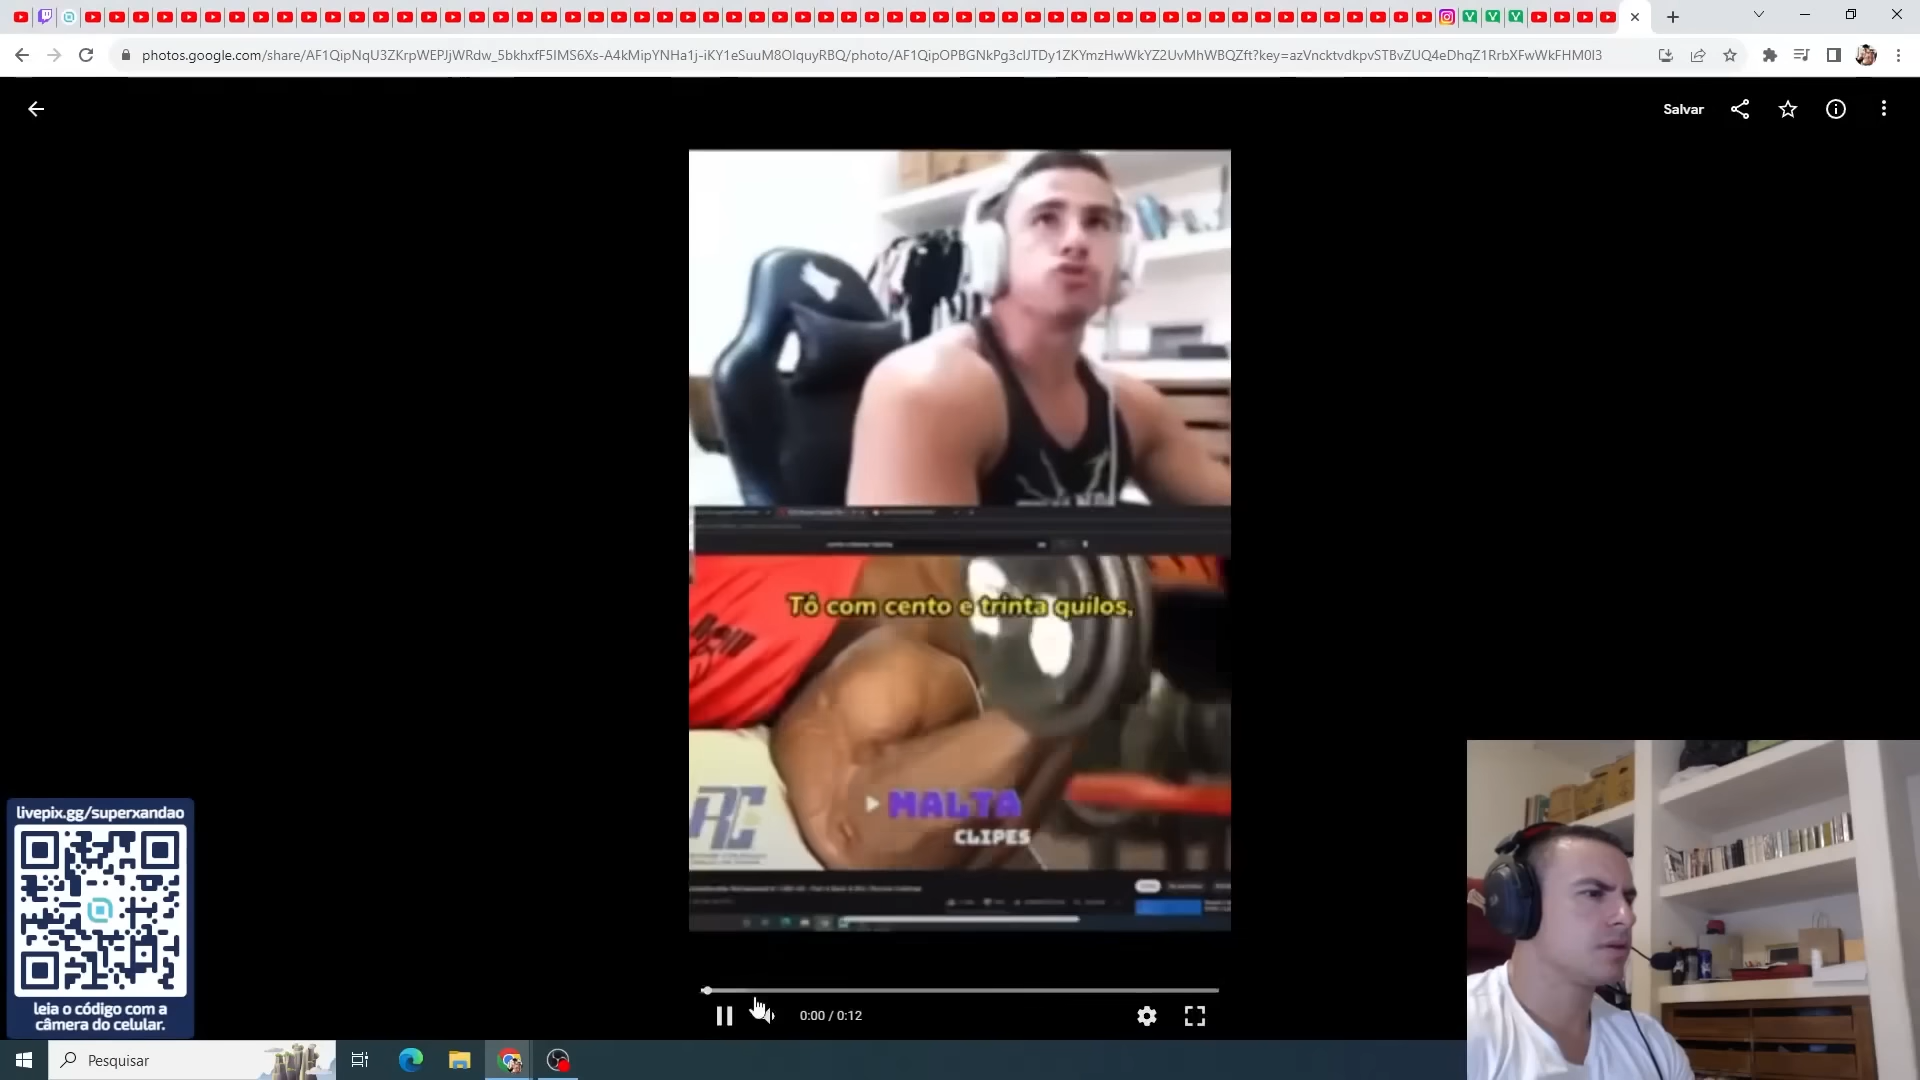 photos.google.com/share/AF1QipNqU3ZKrpWEPJjWRdw_5bkhxfF5IMS6Xs-A4kMipYNHa1j-iKY1eSuuM8OIquyRBQ/photo/AF1QipOPBGNkPg3clJTDy1ZKYmzHwWkYZ2UvMhWBQZft?key=azVncktvdkpvSTBvZUQ4eDhqZ1RrbXFwWkFHM0I3
Salvar
Tô com cento e trinta quilos,
MALTA
CLIPES
livepix.gg/superxandao
leia o código com a
câmera do celular.
0:00 / 0:12
Pesquisar